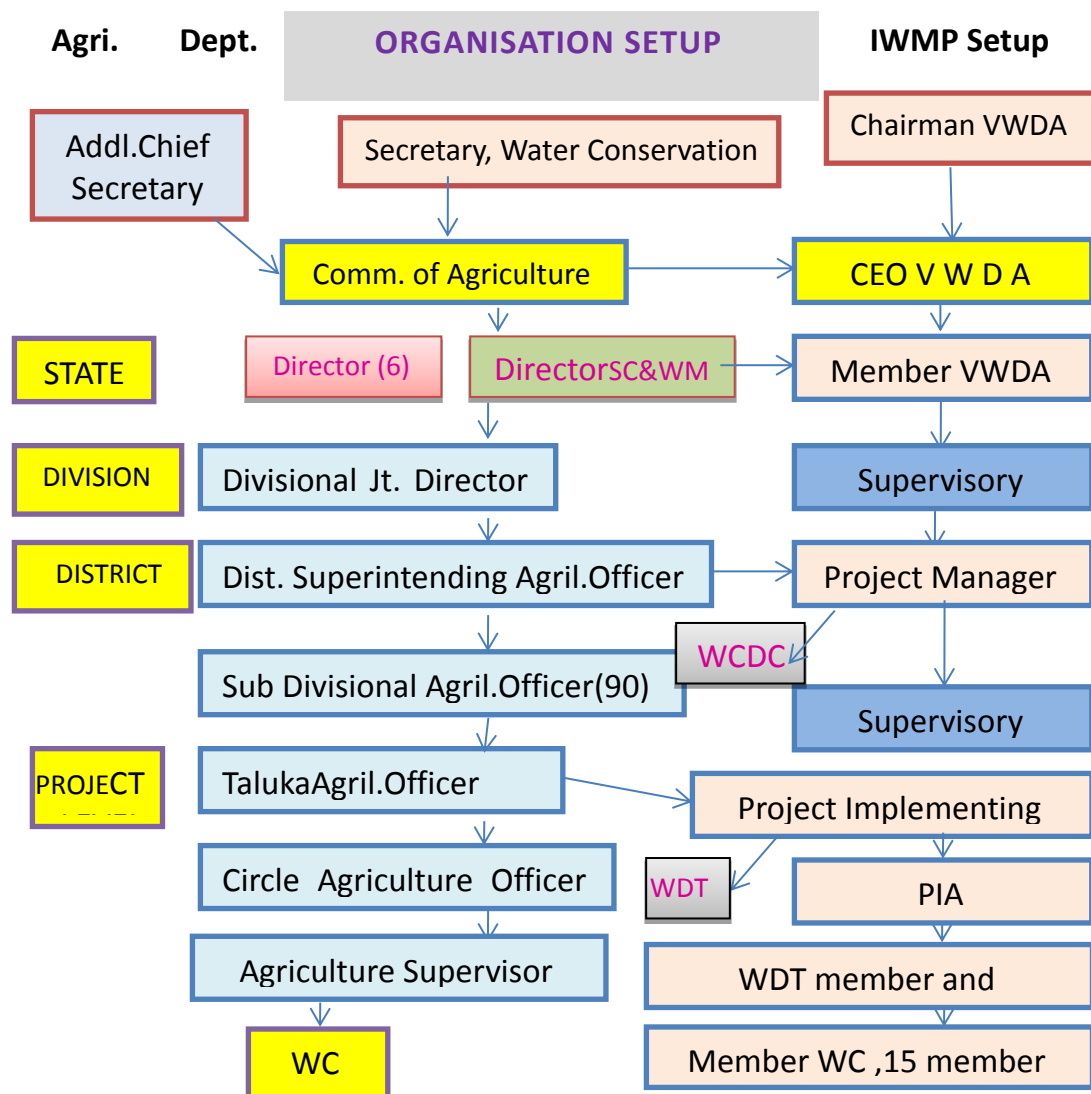 Agri. Dept. ORGANISATION SETUP IWMP Setup
Addl.Chief
Secretary
Secretary, Water Conservation
Chairman VWDA
Comm. of Agriculture
CEO V W D A
STATE
Director (6)
DirectorSC&WM
Member VWDA
DIVISION
Divisional Jt. Director
Supervisory
DISTRICT
Dist. Superintending Agril.Officer
Project Manager
WCDC
Sub Divisional Agril.Officer(90)
Supervisory
PROJECT
TalukaAgril.Officer
Project Implementing
Circle Agriculture Officer
WDT
PIA
Agriculture Supervisor
WDT member and
WC
Member WC ,15 member